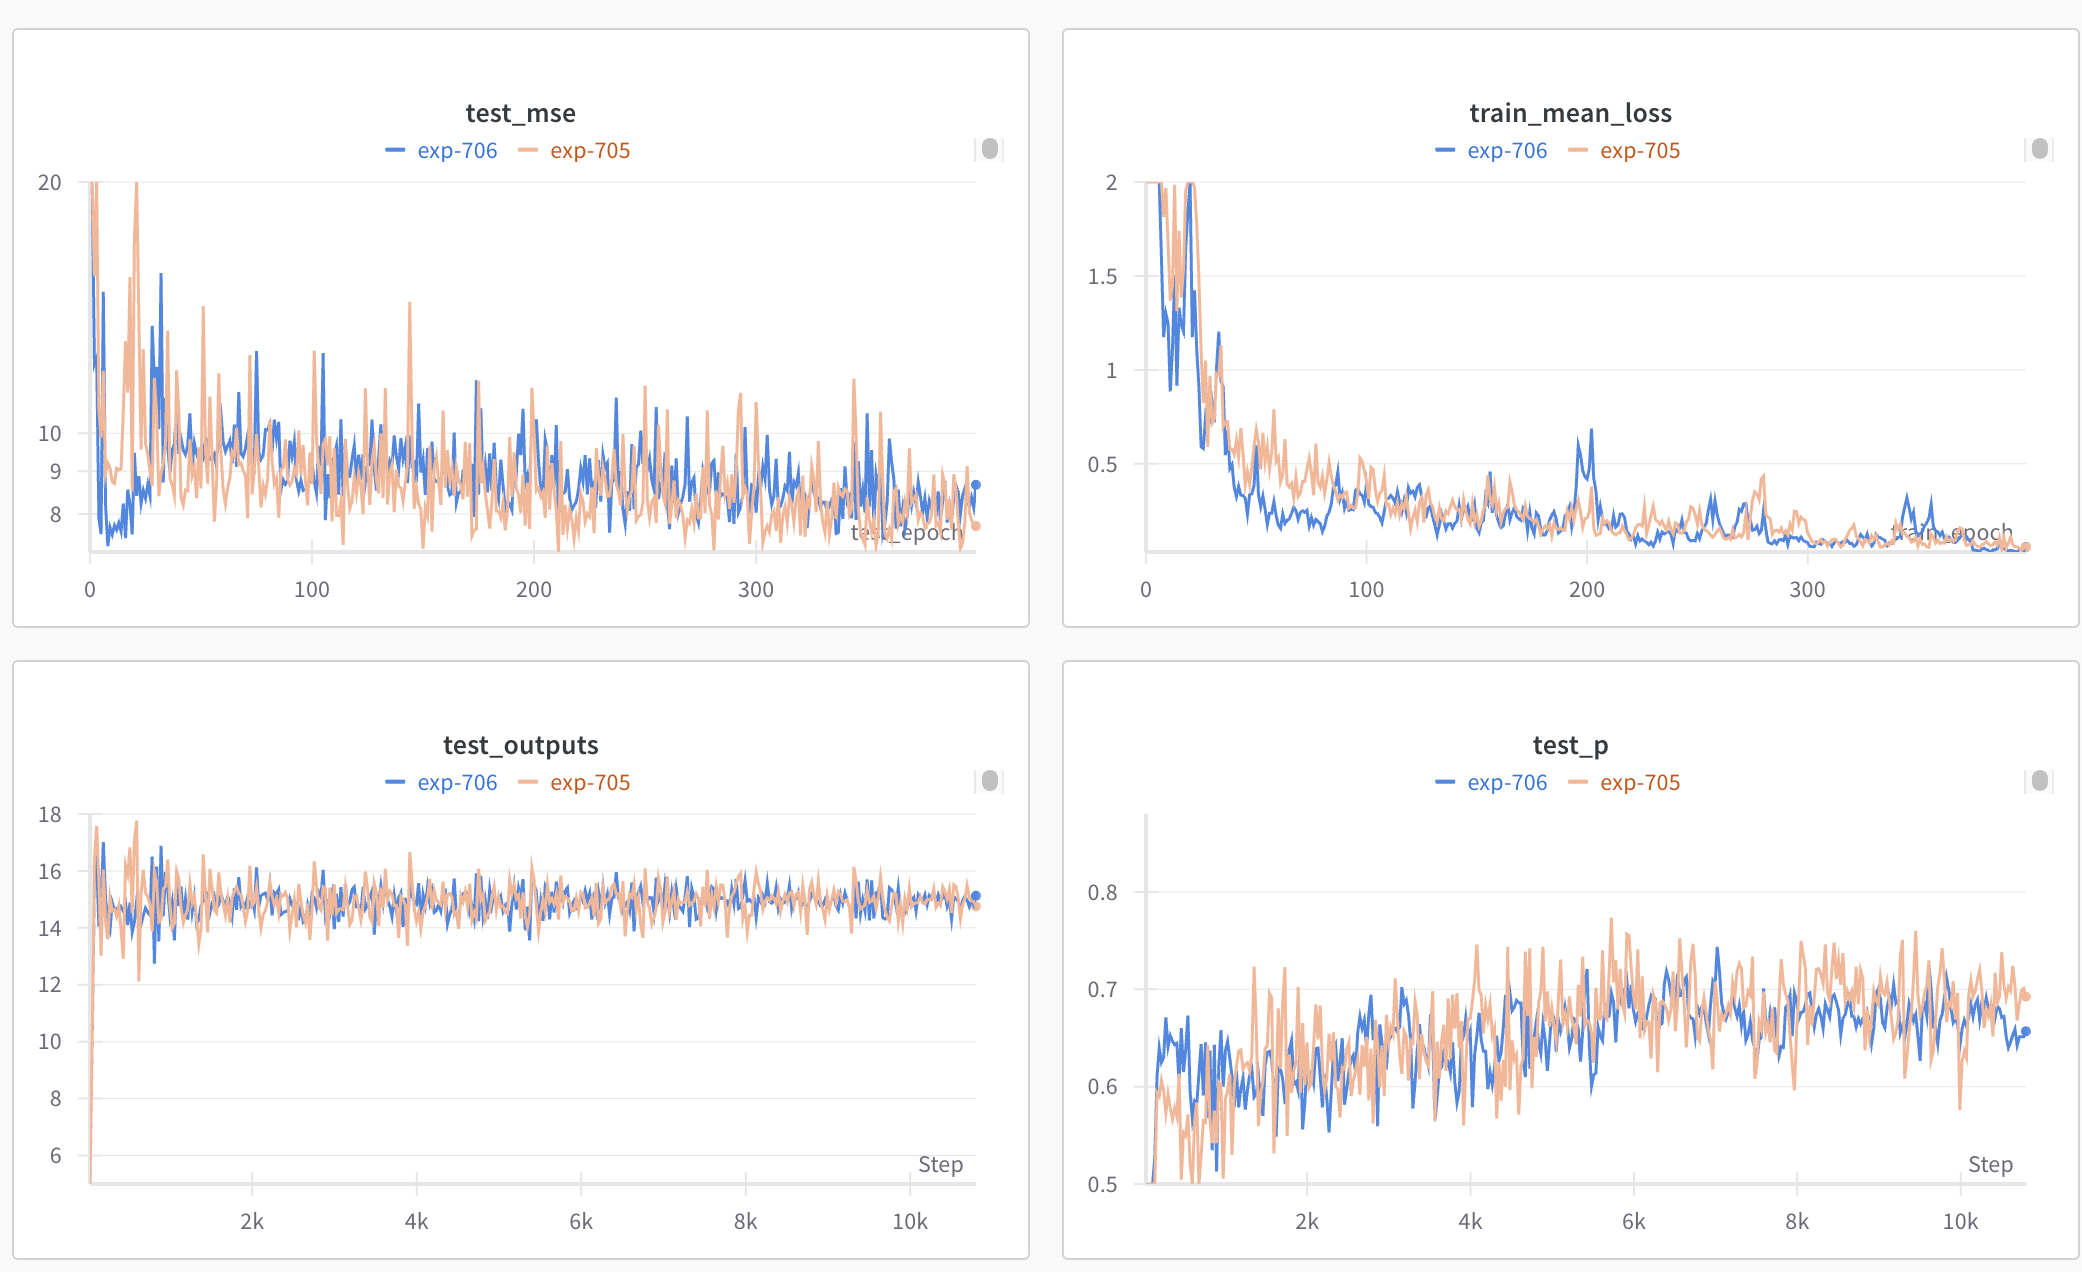 test_mse
exp-706 exp-705
20
10
9
8
test_epoch
0 100 200 300
train_mean_loss
exp-706 exp-705
2
1.5
1
0.5
train_epoch
0 100 200 300
test_outputs
exp-706 exp-705
18
16
14
12
10
8
6
Step
2k 4k 6k 8k 10k
test_p
exp-706 exp-705
0.8
0.7
0.6
0.5
Step
2k 4k 6k 8k 10k